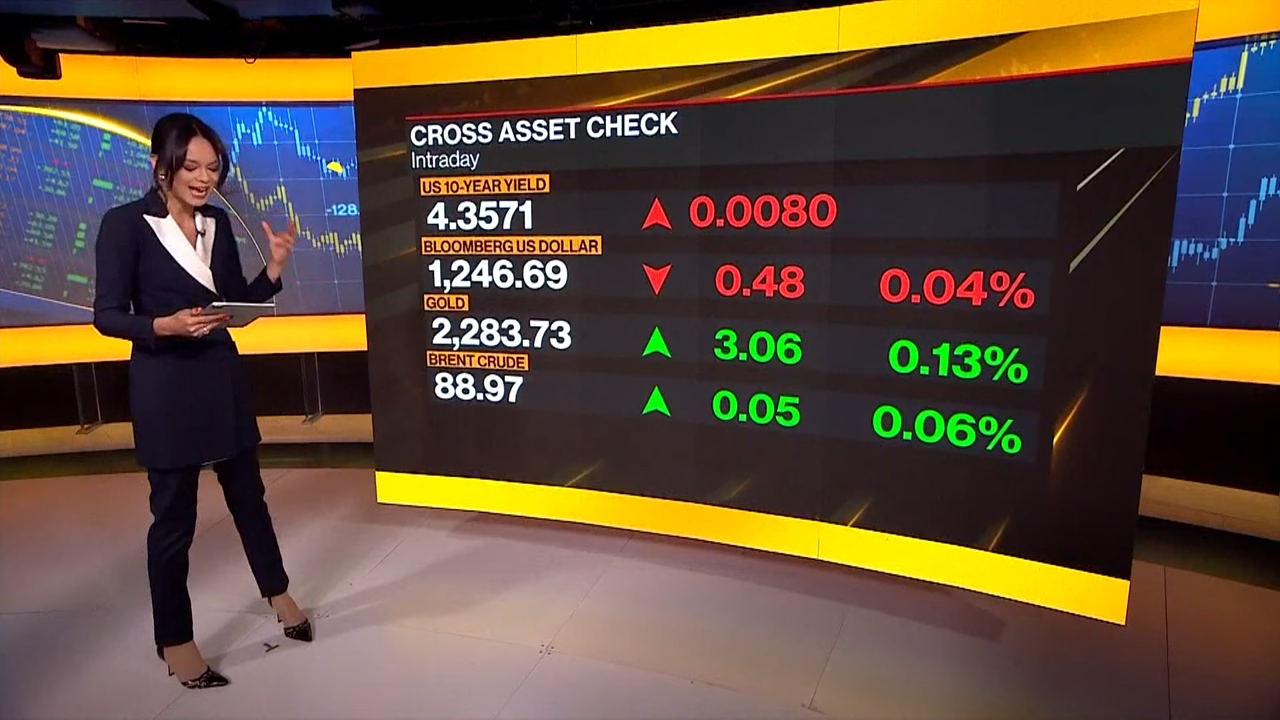 CROSS ASSET CHECK
Intraday
US 10-YEAR YIELD
4.3571 ▲ 0.0080
BLOOMBERG US DOLLAR
1,246.69 ▼ 0.48 0.04%
GOLD
2,283.73 ▲ 3.06 0.13%
BRENT CRUDE
88.97 ▲ 0.05 0.06%
-128.